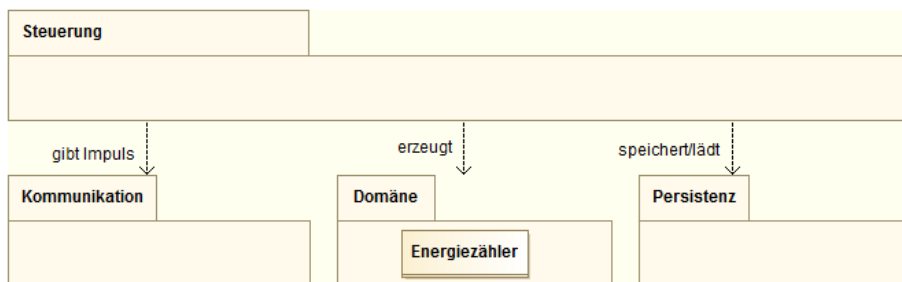 Steuerung
gibt Impuls
erzeugt
speichert/lädt
Kommunikation
Domäne
Persistenz
Energiezähler